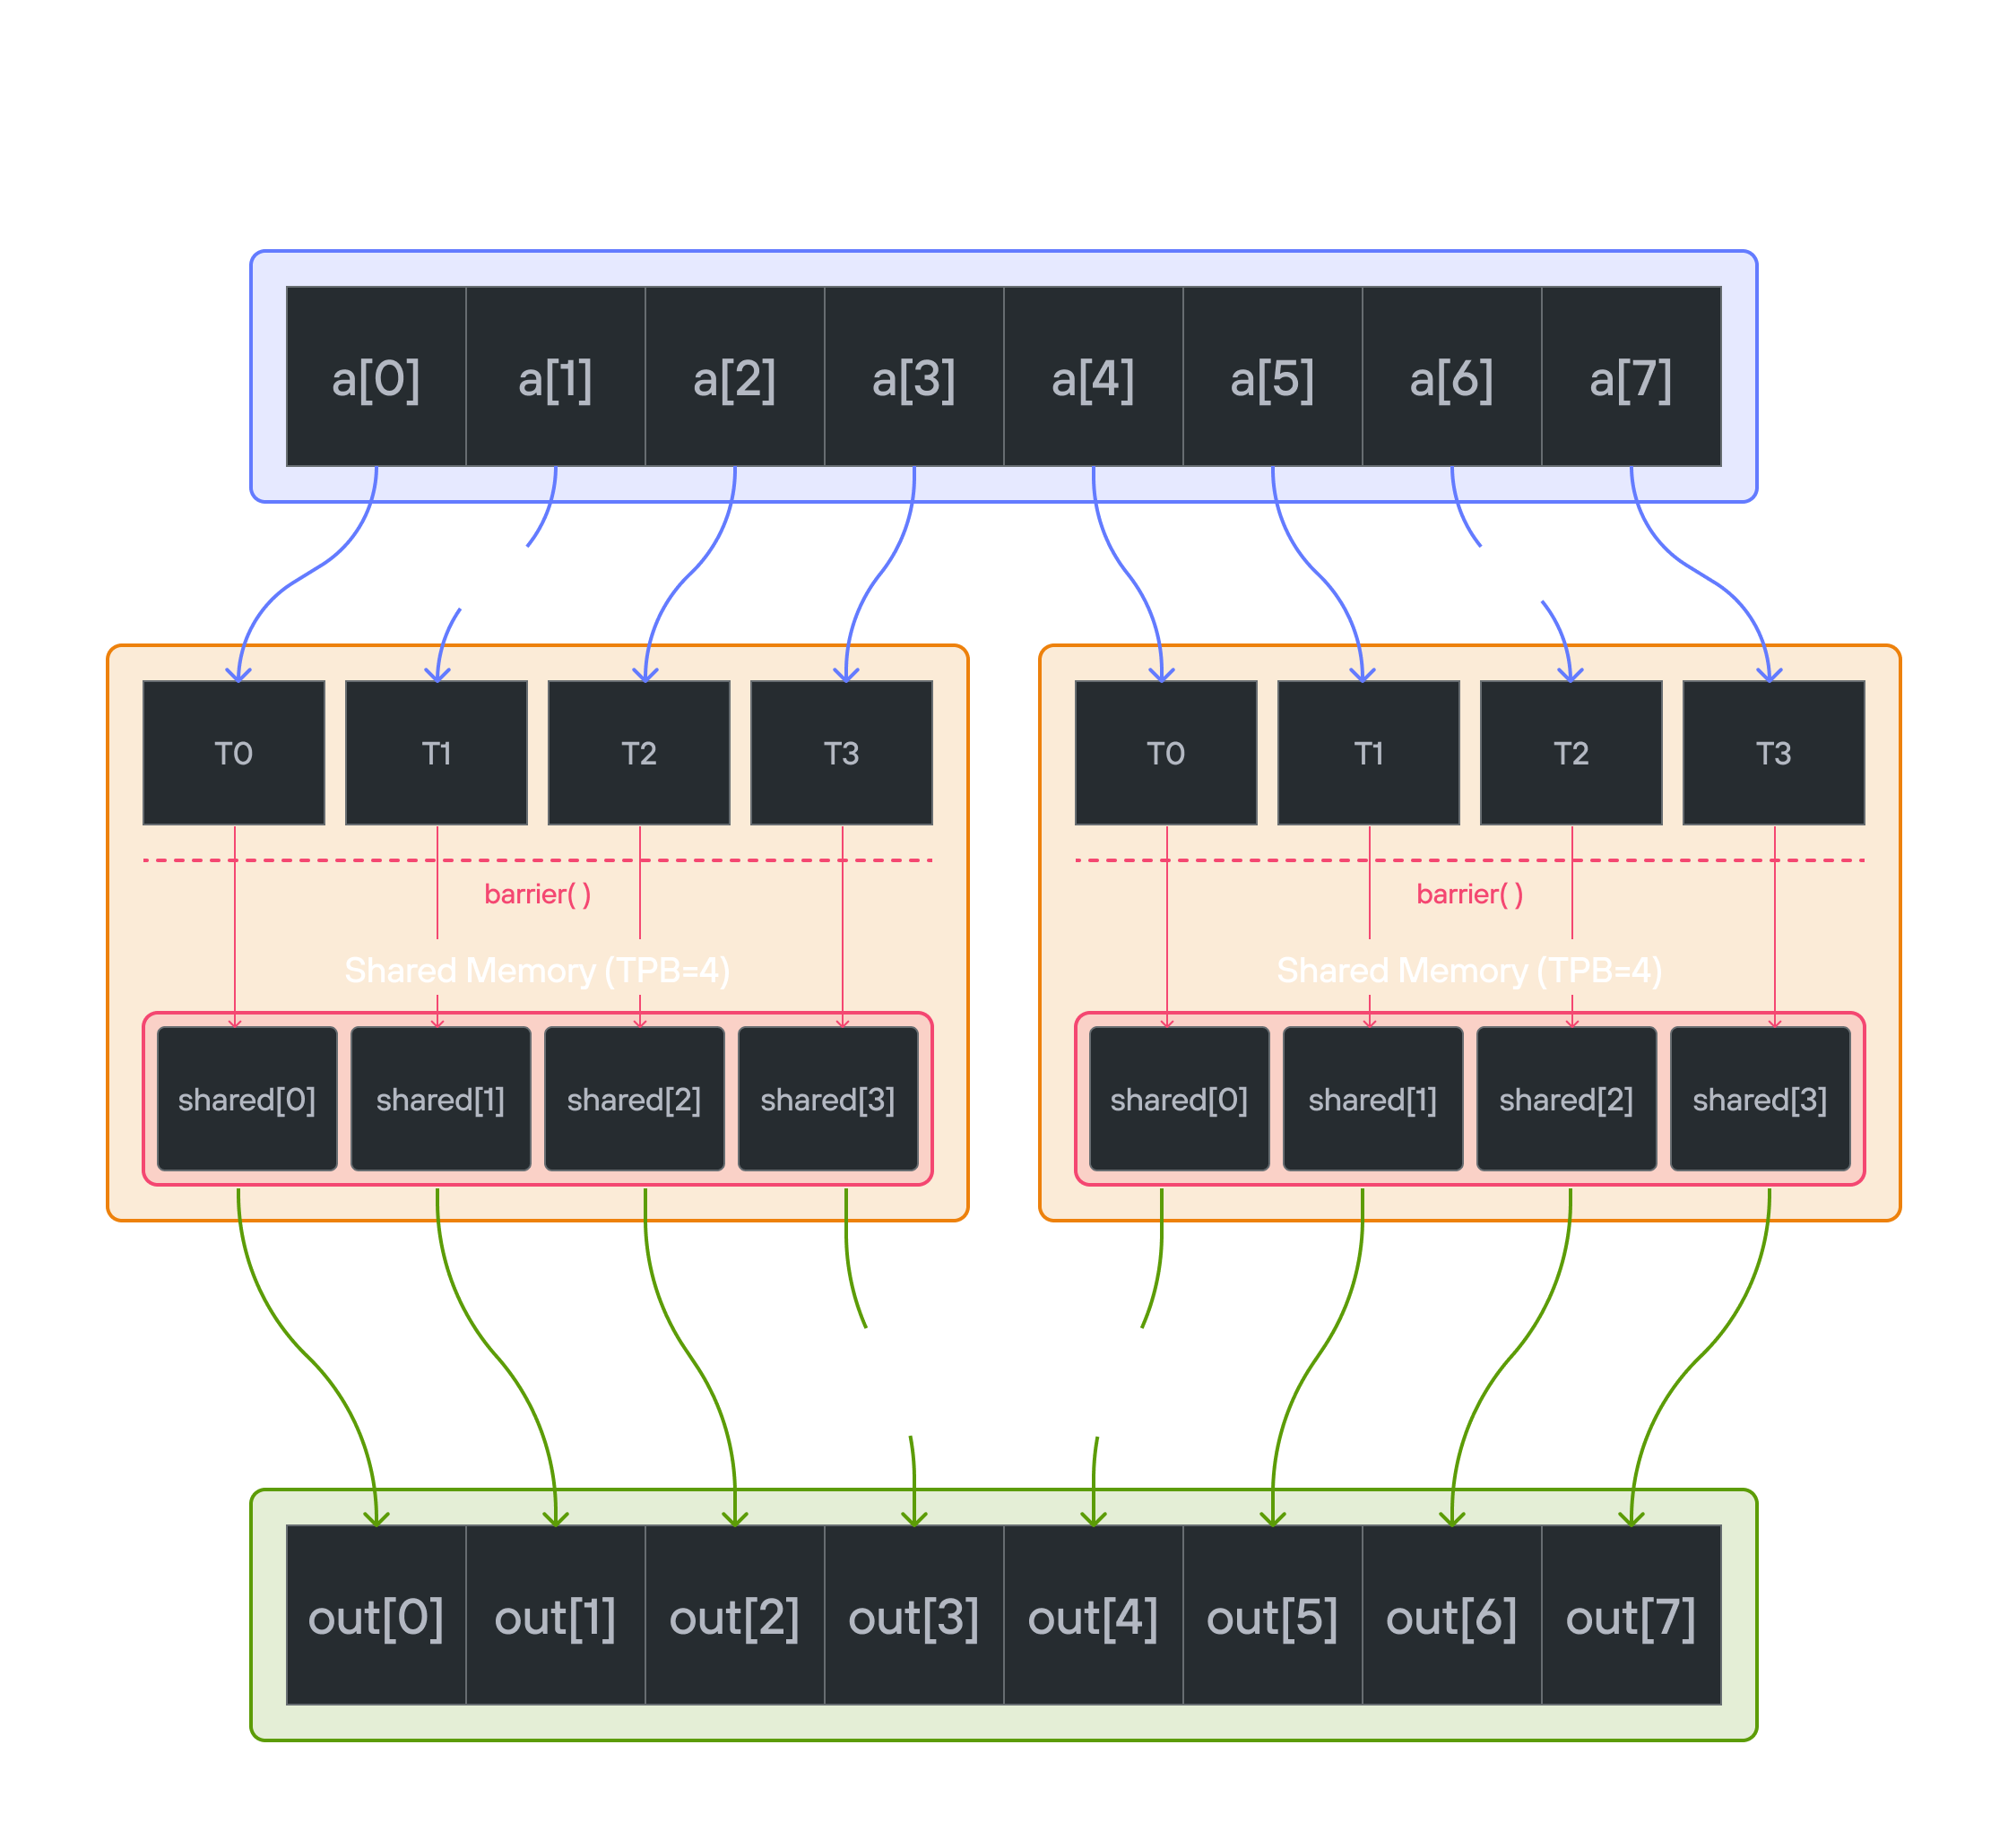 a[0] a[1] a[2] a[3] a[4] a[5] a[6] a[7]
T0 T1 T2 T3
barrier( )
Shared Memory (TPB=4)
shared[0] shared[1] shared[2] shared[3]
T0 T1 T2 T3
barrier( )
Shared Memory (TPB=4)
shared[0] shared[1] shared[2] shared[3]
out[0] out[1] out[2] out[3] out[4] out[5] out[6] out[7]